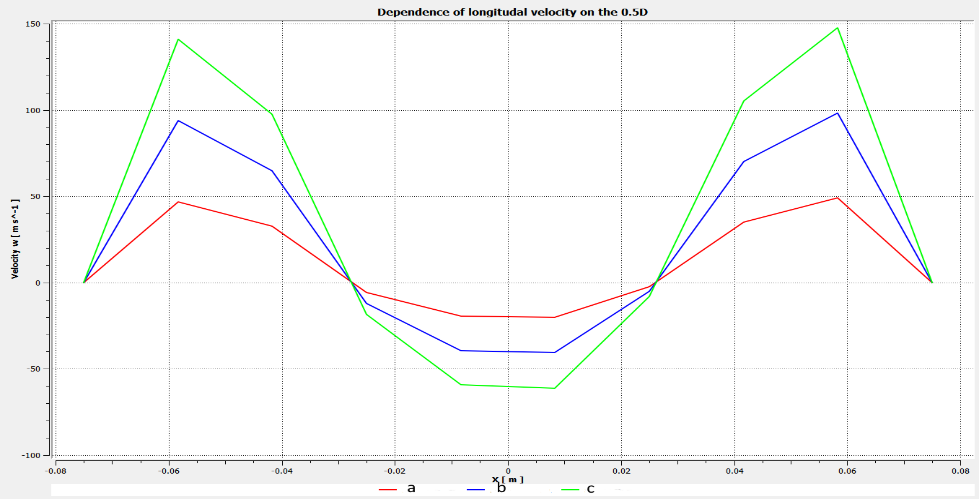 Dependence of longitudal velocity on the 0.5D
150
100
50
0
-50
-100
Velocity w [ m s^-1 ]
-0.08 -0.06 -0.04 -0.02 0 0.02 0.04 0.06 0.08
X [ m ]
a b c